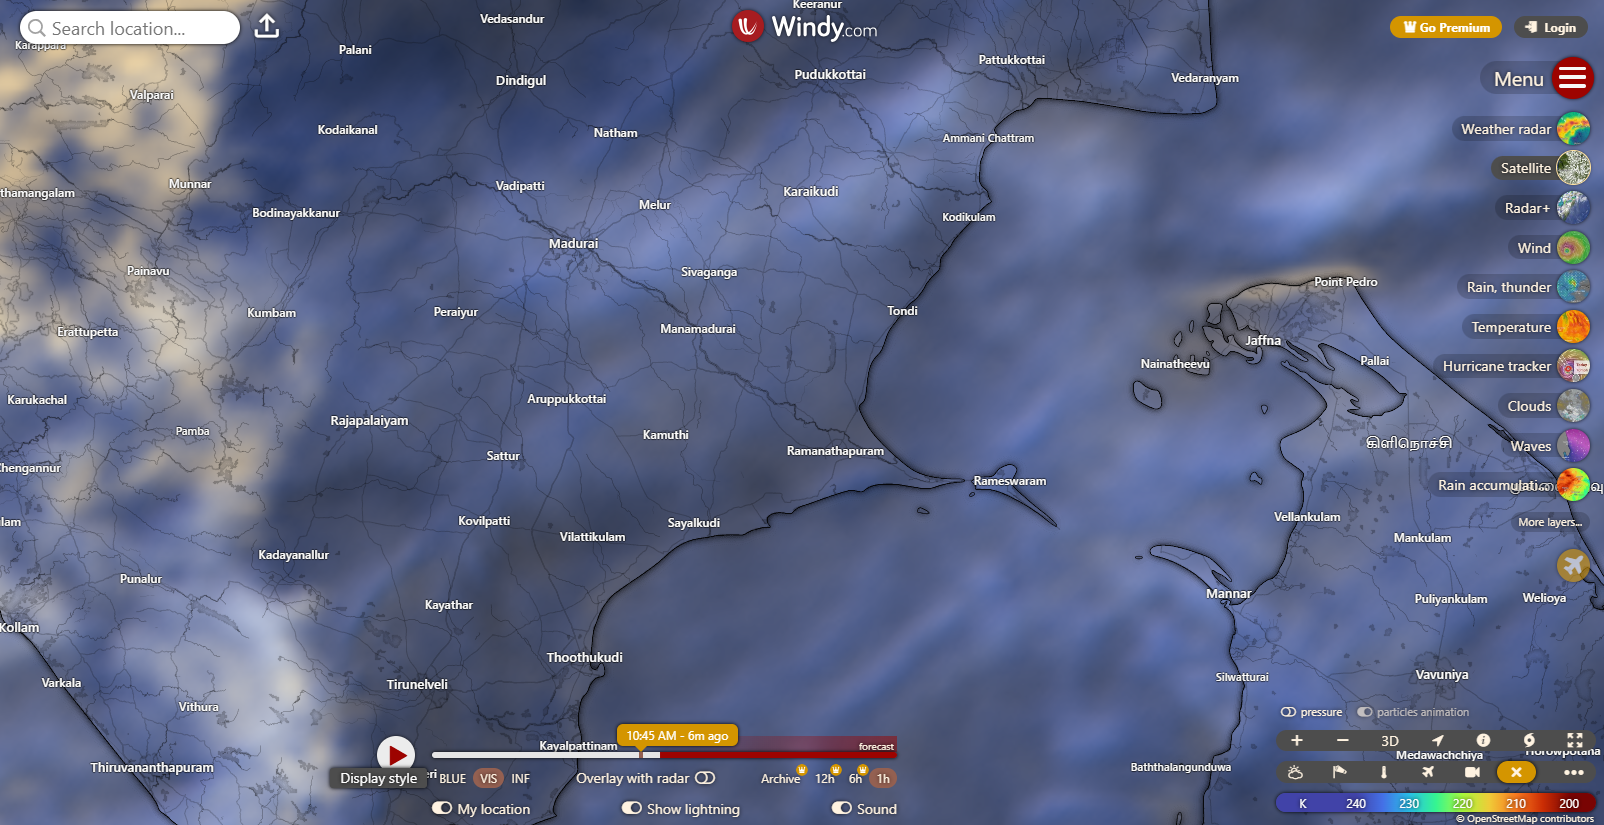 Search location...
Windy.com
Go Premium
Login
Menu
Weather radar
Satellite
Radar+
Wind
Rain, thunder
Temperature
Hurricane tracker
Clouds
Waves
More layers...
Keeranur
Vedasandur
Palani
Dindigul
Pudukkottai
Pattukkottai
Vedaranyam
Valparai
Kodaikanal
Natham
Ammani Chattram
Munnar
thamangalam
Vadipatti
Karaikudi
Melur
Bodinayakkanur
Kodikulam
Madurai
Painavu
Sivaganga
Point Pedro
Kumbam
Peraiyur
Tondi
Erattupetta
Manamadurai
Jaffna
Nainatheevu
Pallai
Karukachal
Aruppukkottai
Rajapalaiyam
Pamba
Kamuthi
கிளிநொச்சி
Ramanathapuram
Sattur
Chengannur
Rameswaram
Rain accumulati
lam
Kovilpatti
Sayalkudi
Vellankulam
Vilattikulam
Mankulam
Kadayanallur
Punalur
Mannar
Kayathar
Puliyankulam
Welioya
Kollam
Thoothukudi
Varkala
Tirunelveli
Silwatturai
Vavuniya
Vithura
Kayalpattinam
Thiruvananthapuram
Baththalangunduwa
Medawachchiya
Horowpotana
10:45 AM - 6m ago
forecast
Display style
eri
BLUE VIS INF
Overlay with radar
Archive 12h 6h 1h
My location
Show lightning
Sound
pressure
particles animation
3D
K 240 230 220 210 200
© OpenStreetMap contributors